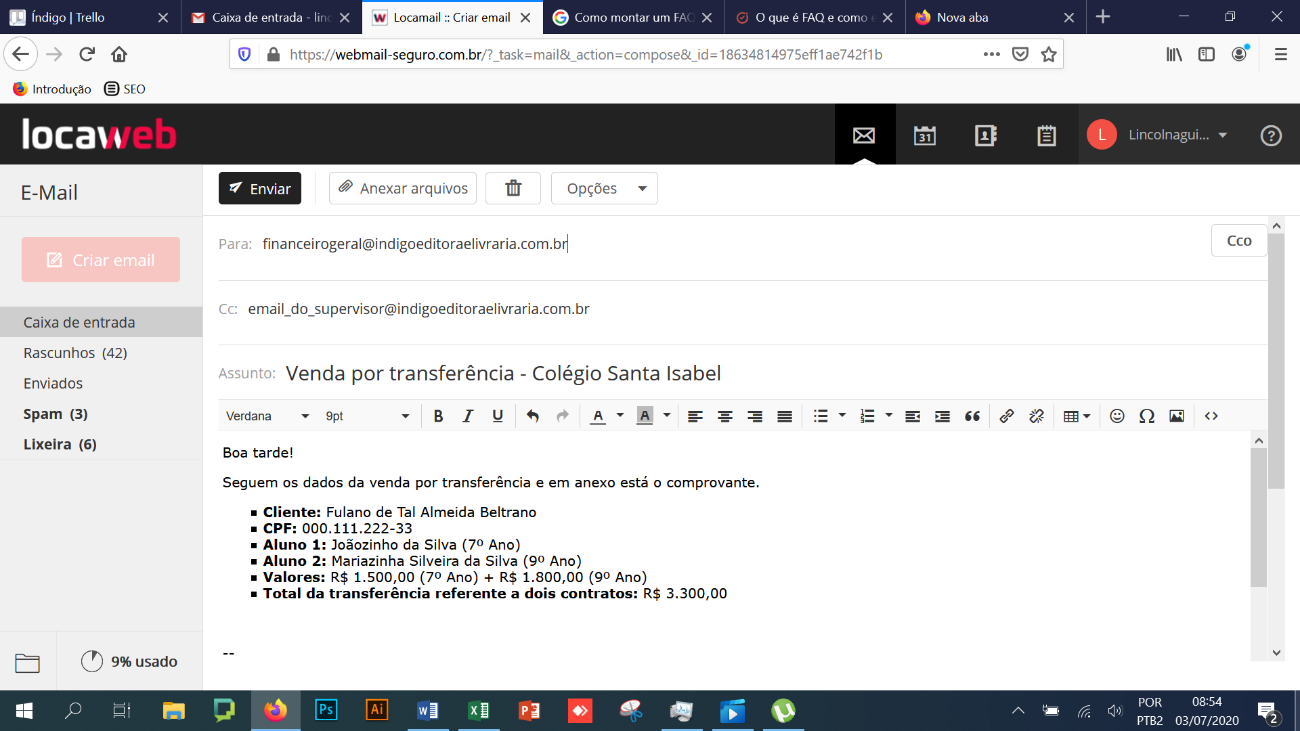 Índigo | Trello
Caixa de entrada - linc
Locamail :: Criar email
Como montar um FAQ
O que é FAQ e como e
Nova aba
https://webmail-seguro.com.br/?_task=mail&_action=compose&_id=18634814975eff1ae742f1b
Introdução
SEO
locaweb
31
L
Lincolnagui...
?
E-Mail
Enviar
Anexar arquivos
Opções
Criar email
Para: financeirogeral@indigoeditoraelivraria.com.br
Cco
Cc: email_do_supervisor@indigoeditoraelivraria.com.br
Caixa de entrada
Rascunhos (42)
Enviados
Spam (3)
Lixeira (6)
Assunto: Venda por transferência - Colégio Santa Isabel
Verdana 9pt B I U A A
Boa tarde!
Seguem os dados da venda por transferência e em anexo está o comprovante.
▪ Cliente: Fulano de Tal Almeida Beltrano
▪ CPF: 000.111.222-33
▪ Aluno 1: Joãozinho da Silva (7º Ano)
▪ Aluno 2: Mariazinha Silveira da Silva (9º Ano)
▪ Valores: R$ 1.500,00 (7º Ano) + R$ 1.800,00 (9º Ano)
▪ Total da transferência referente a dois contratos: R$ 3.300,00
--
9% usado
Ps
Ai
POR
PTB2
08:54
03/07/2020
2